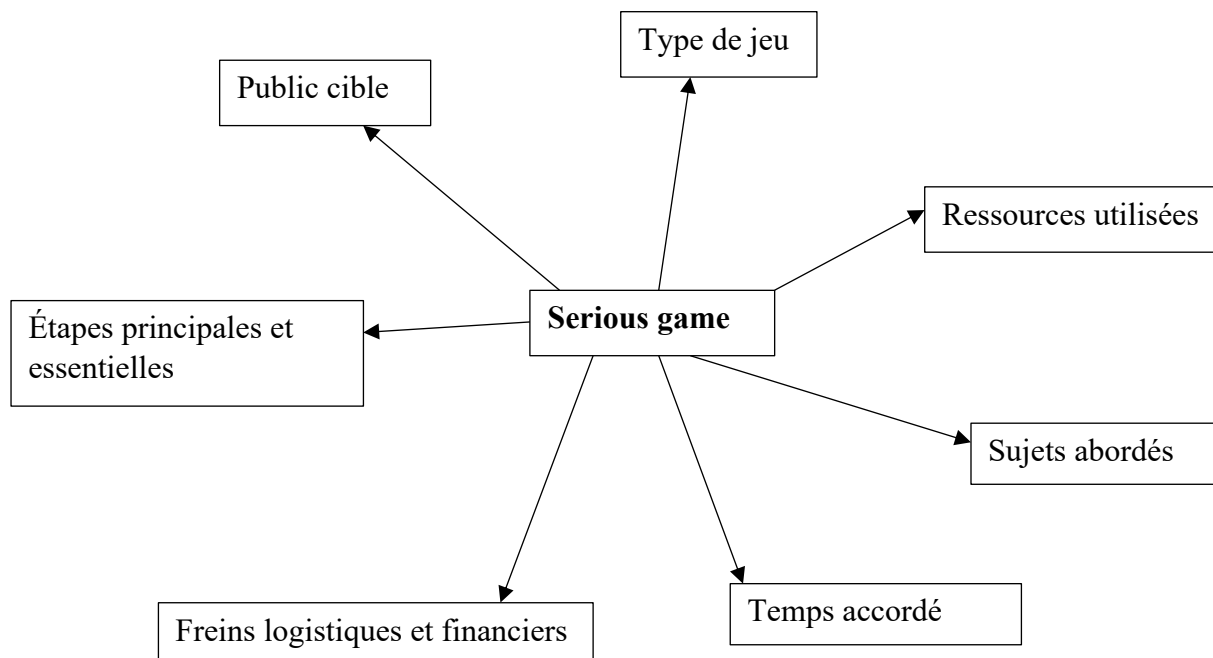 Type de jeu
Public cible
Ressources utilisées
Serious game
Étapes principales et
essentielles
Sujets abordés
Temps accordé
Freins logistiques et financiers